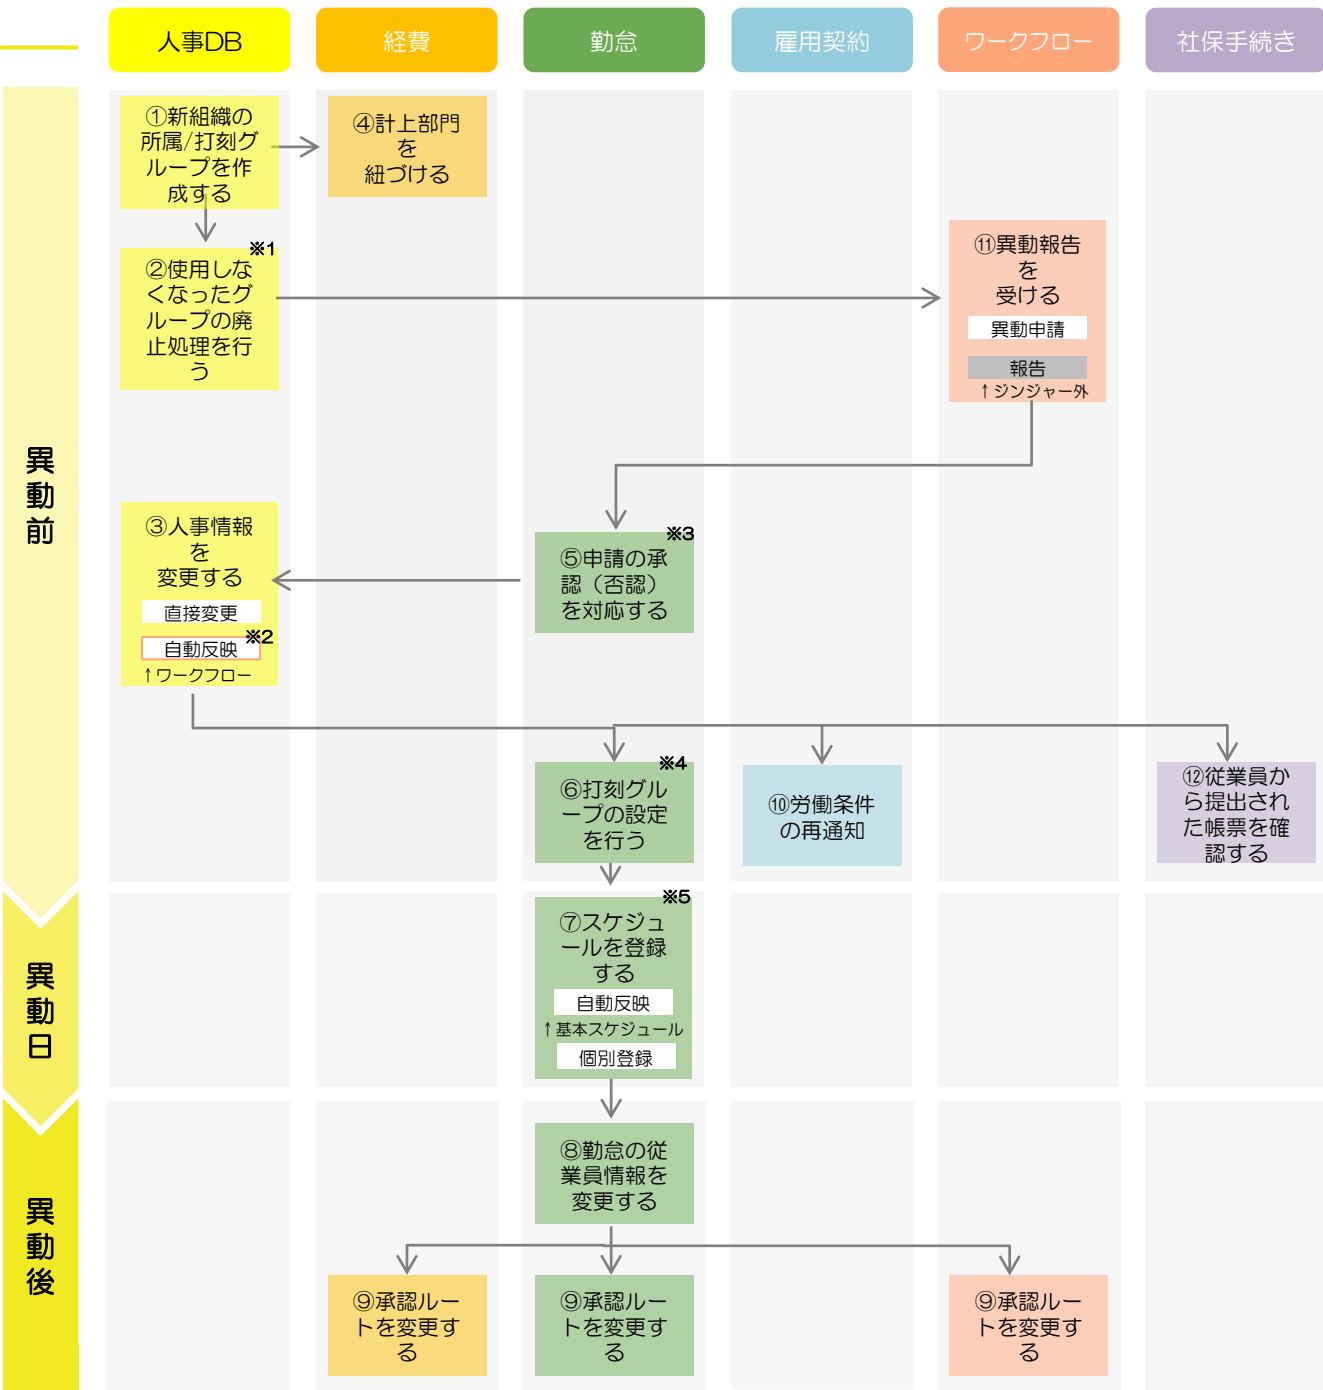 人事DB
経費
勤怠
雇用契約
ワークフロー
社保手続き
異動前
①新組織の
所属/打刻グ
ループを作
成する
④計上部門
を
紐づける
※1
②使用しな
くなったグ
ループの廃
止処理を行
う
⑪異動報告
を
受ける
異動申請
報告
↑ジンジャー外
③人事情報
を
変更する
直接変更
※2
自動反映
↑ワークフロー
※3
⑤申請の承
認（否認）
を対応する
※4
⑥打刻グル
ープの設定
を行う
⑩労働条件
の再通知
⑫従業員か
ら提出され
た帳票を確
認する
異動日
※5
⑦スケジュ
ールを登録
する
自動反映
↑基本スケジュール
個別登録
異動後
⑧勤怠の従
業員情報を
変更する
⑨承認ルー
トを変更す
る
⑨承認ルー
トを変更す
る
⑨承認ルー
トを変更す
る